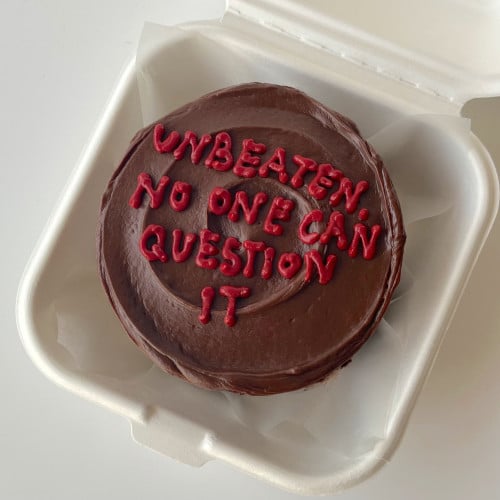 UNBEATEN,
NO ONE CAN
QUESTION
IT